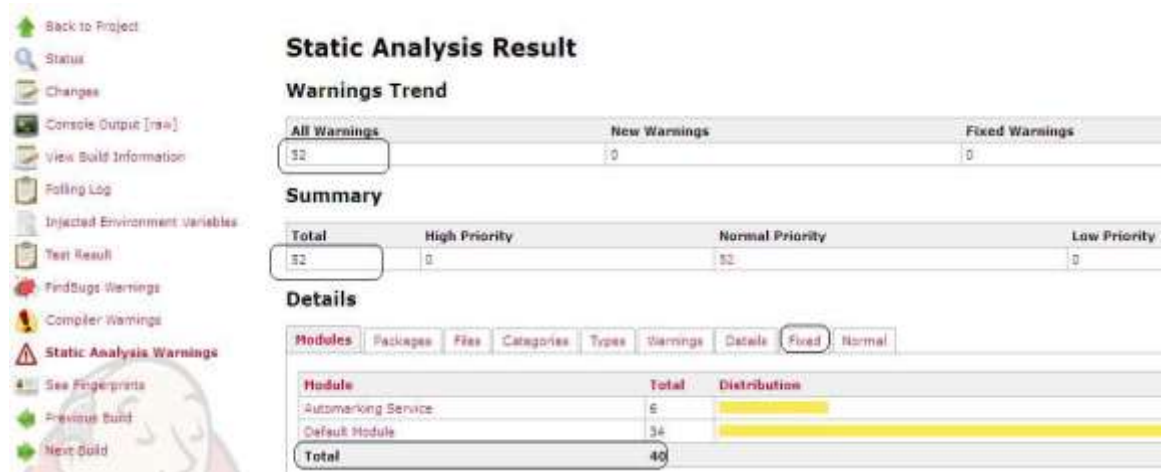 Back to Project
Status
Changes
Console Output [raw]
View Build Information
Polling Log
Injected Environment Variables
Test Result
FindBugs Warnings
Compiler Warnings
Static Analysis Warnings
See Fingerprints
Previous Build
Next Build
Static Analysis Result
Warnings Trend
All Warnings New Warnings Fixed Warnings
52 0 0
Summary
Total High Priority Normal Priority Low Priority
52 0 52 0
Details
Modules Packages Files Categories Types Warnings Details Fixed Normal
Module Total Distribution
Automarking Service 6
Default Module 34
Total 40